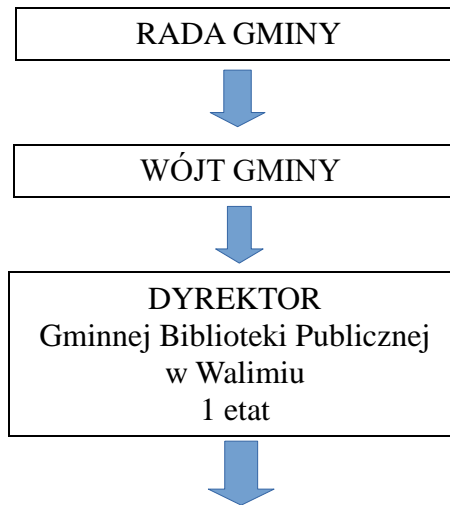 RADA GMINY
WÓJT GMINY
DYREKTOR
Gminnej Biblioteki Publicznej
w Walimiu
1 etat